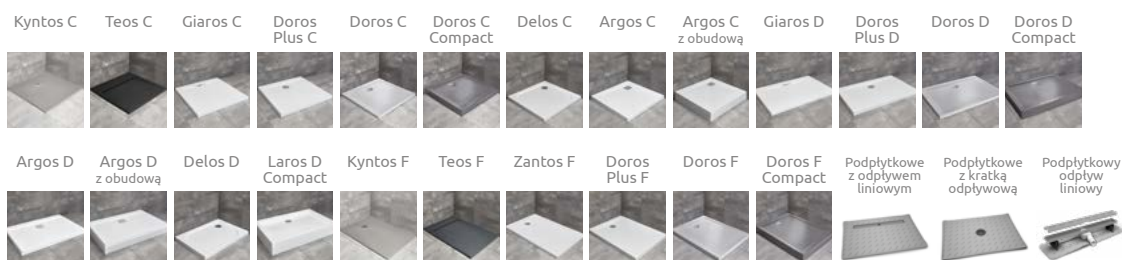 Kyntos C
Teos C
Giaros C
Doros
Plus C
Doros C
Doros C
Compact
Delos C
Argos C
Argos C
z obudową
Giaros D
Doros
Plus D
Doros D
Doros D
Compact
Argos D
Argos D
z obudową
Delos D
Laros D
Compact
Kyntos F
Teos F
Zantos F
Doros
Plus F
Doros F
Doros F
Compact
Podpłytkowe
z odpływem
liniowym
Podpłytkowe
z kratką
odpływową
Podpłytkowy
odpływ
liniowy